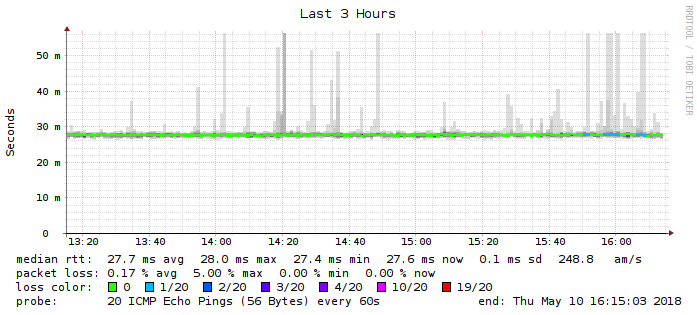 Last 3 Hours
RRDTOOL / TOBI OETIKER
Seconds
50 m
40 m
30 m
20 m
10 m
0
13:20 13:40 14:00 14:20 14:40 15:00 15:20 15:40 16:00
median rtt: 27.7 ms avg 28.0 ms max 27.4 ms min 27.6 ms now 0.1 ms sd 248.8 am/s
packet loss: 0.17 % avg 5.00 % max 0.00 % min 0.00 % now
loss color: 0 1/20 2/20 3/20 4/20 10/20 19/20
probe: 20 ICMP Echo Pings (56 Bytes) every 60s end: Thu May 10 16:15:03 2018